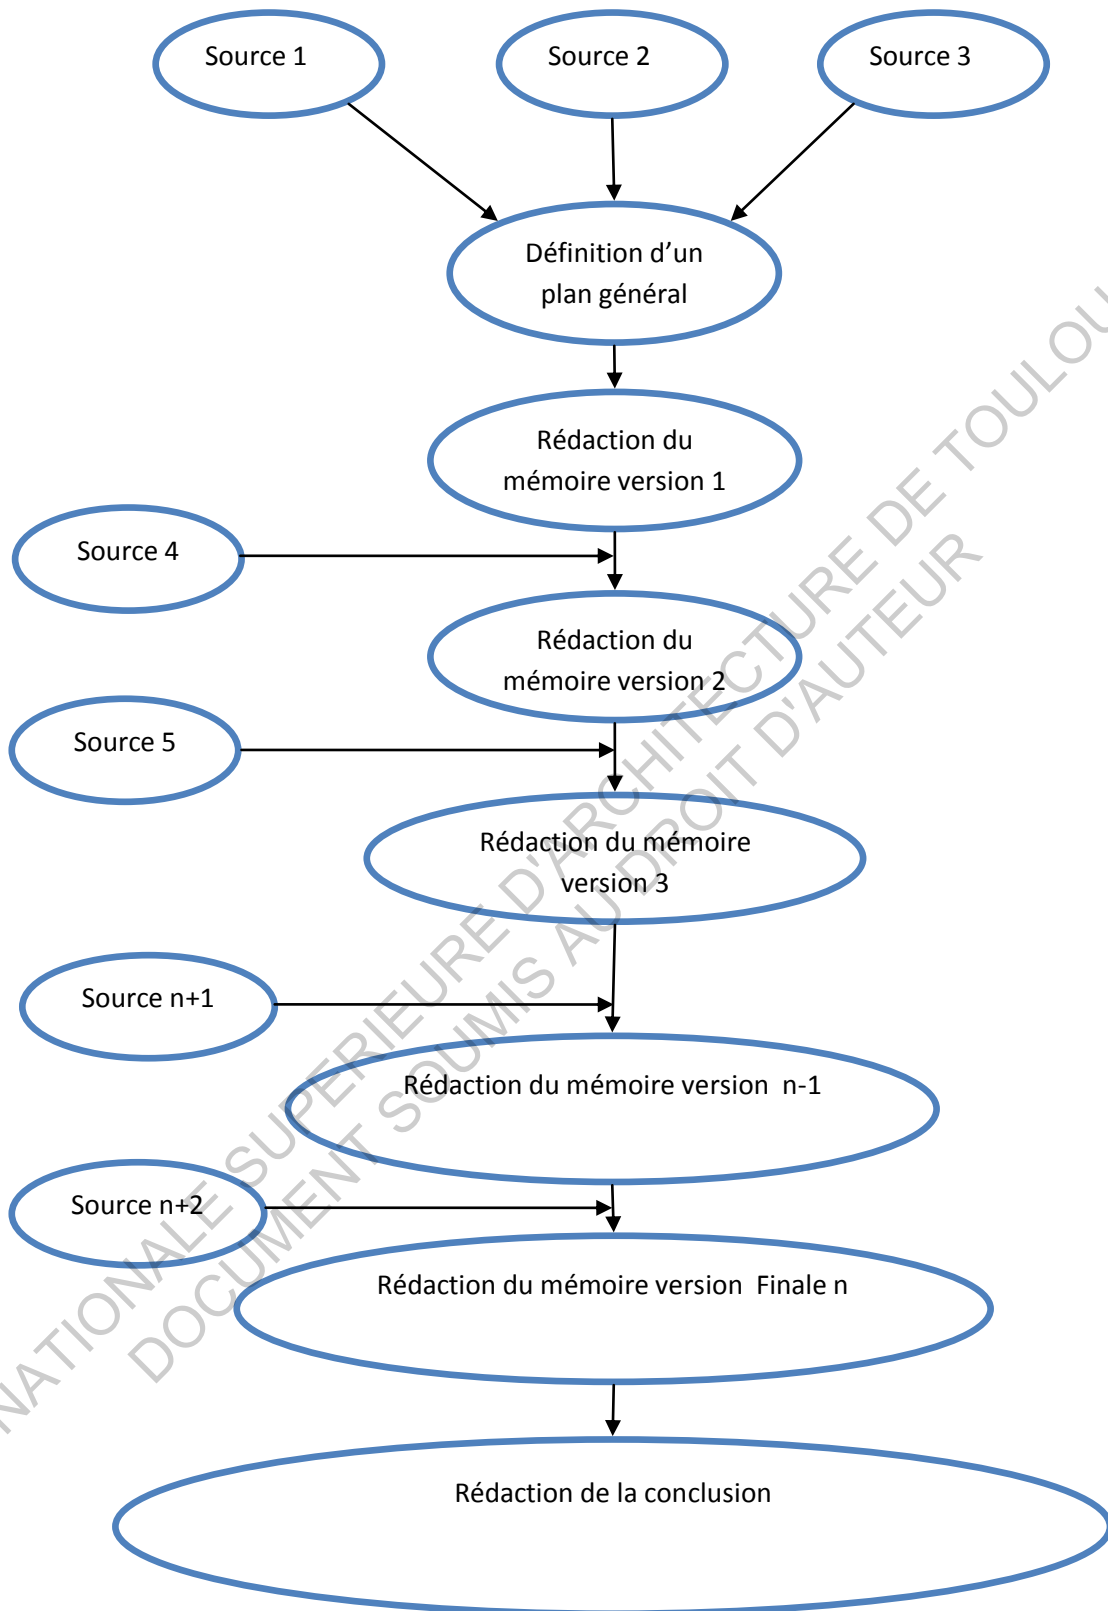 Source 1
Source 2
Source 3
Définition d’un
plan général
Rédaction du
mémoire version 1
Source 4
Rédaction du
mémoire version 2
Source 5
Rédaction du mémoire
version 3
Source n+1
Rédaction du mémoire version  n-1
Source n+2
Rédaction du mémoire version  Finale n
Rédaction de la conclusion
NATIONALE SUPERIEURE D'ARCHITECTURE DE TOULOU
DOCUMENT SOUMIS AU DROIT D'AUTEUR